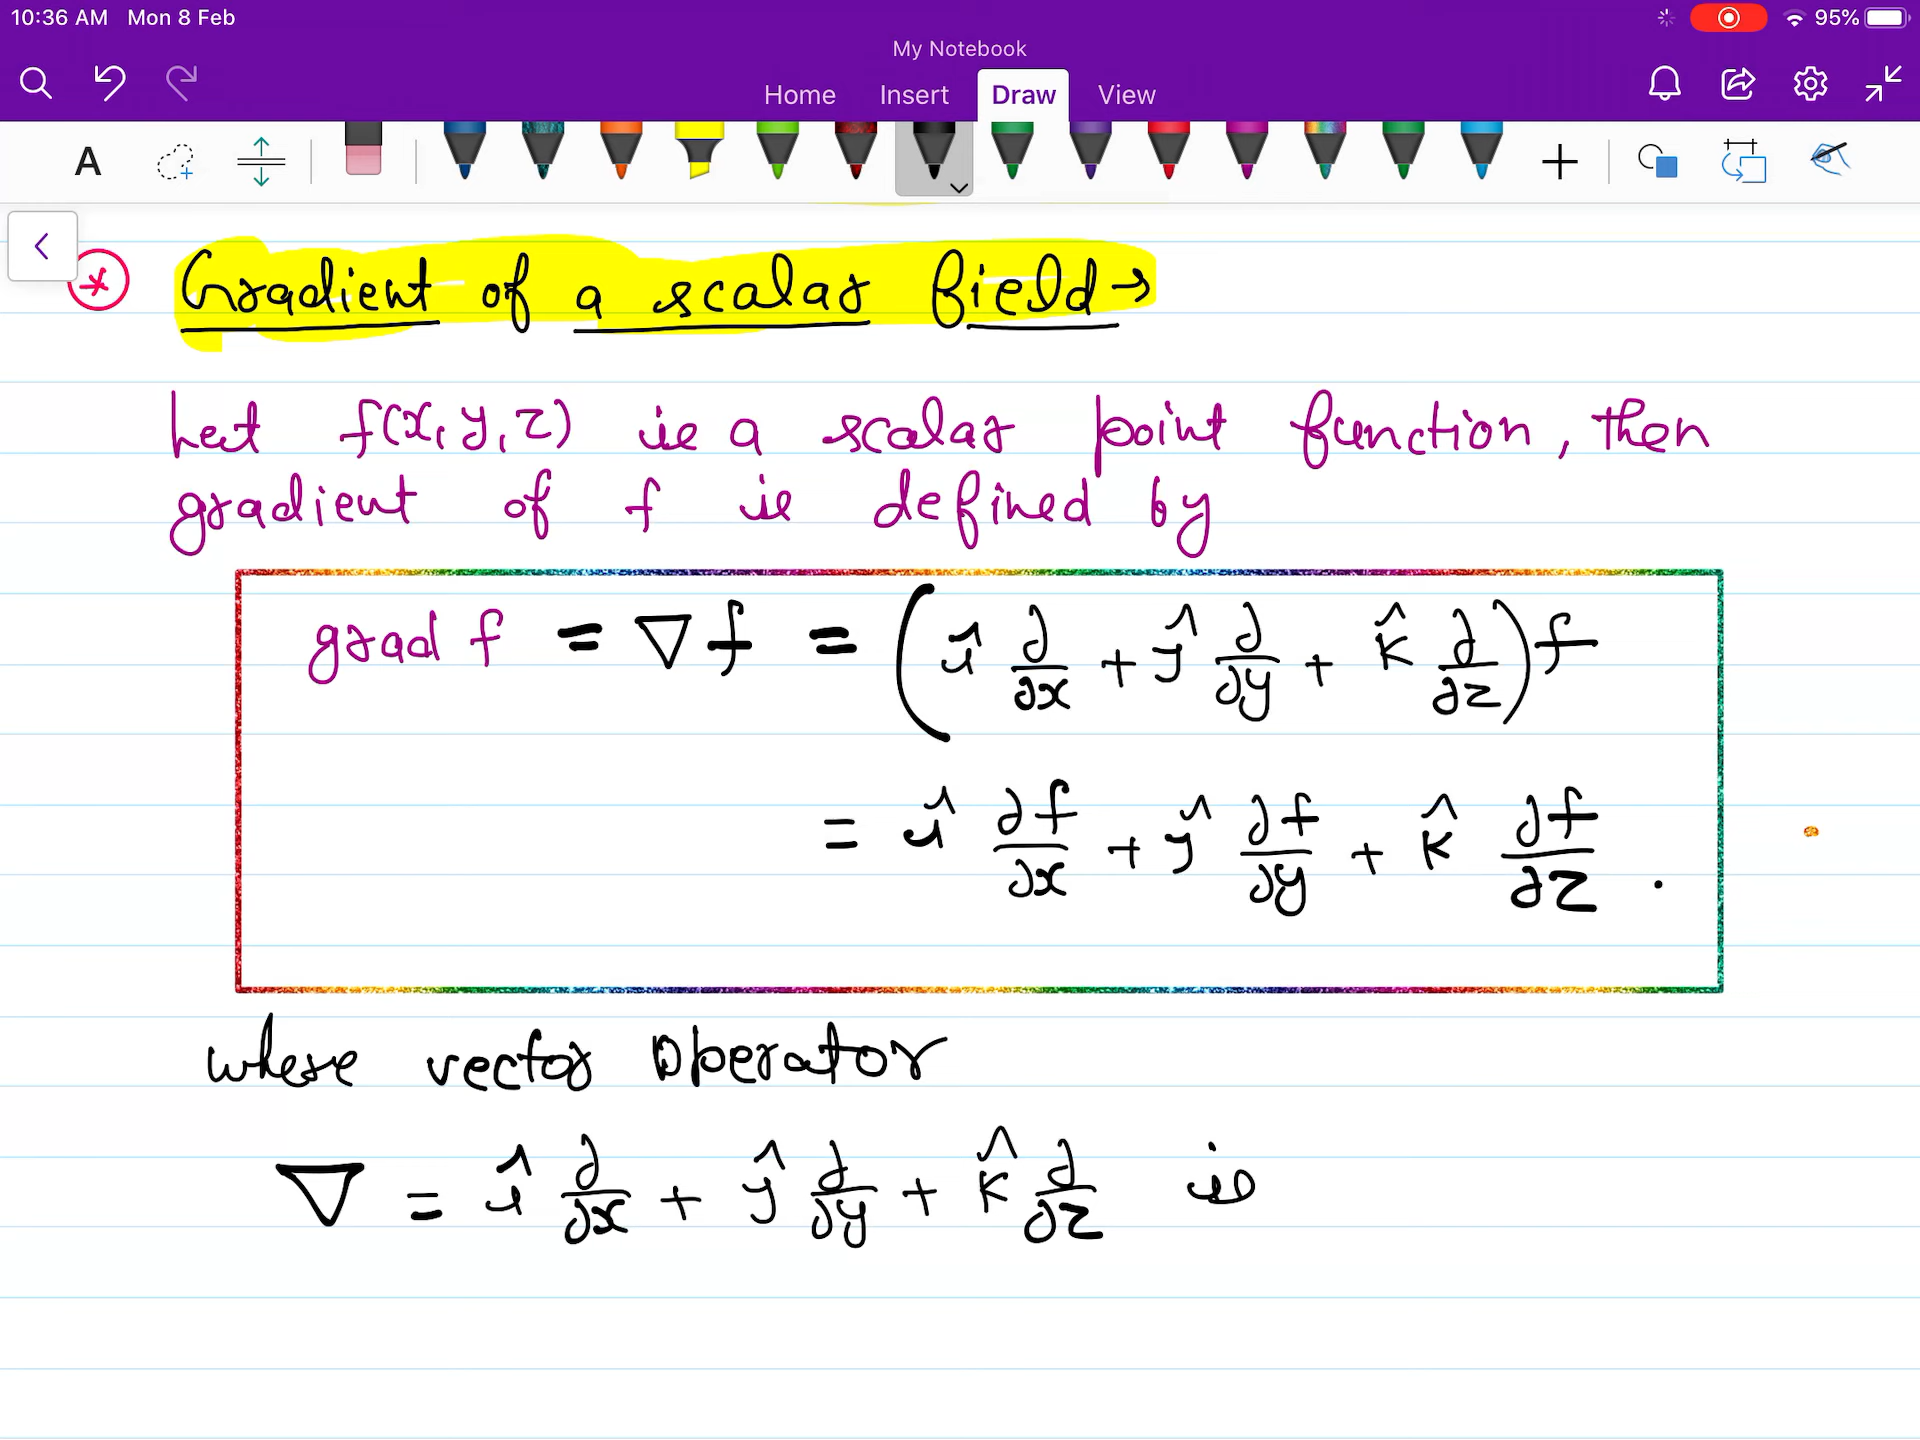 10:36 AM Mon 8 Feb 95%
My Notebook
Home Insert Draw View
A
Gradient of a scalar field →
Let f(x, y, z) is a scalar point function, then
gradient of f is defined by
grad f = ∇f = (î ∂/∂x + ĵ ∂/∂y + k̂ ∂/∂z) f
= î ∂f/∂x + ĵ ∂f/∂y + k̂ ∂f/∂z .
where vector operator
∇ = î ∂/∂x + ĵ ∂/∂y + k̂ ∂/∂z is